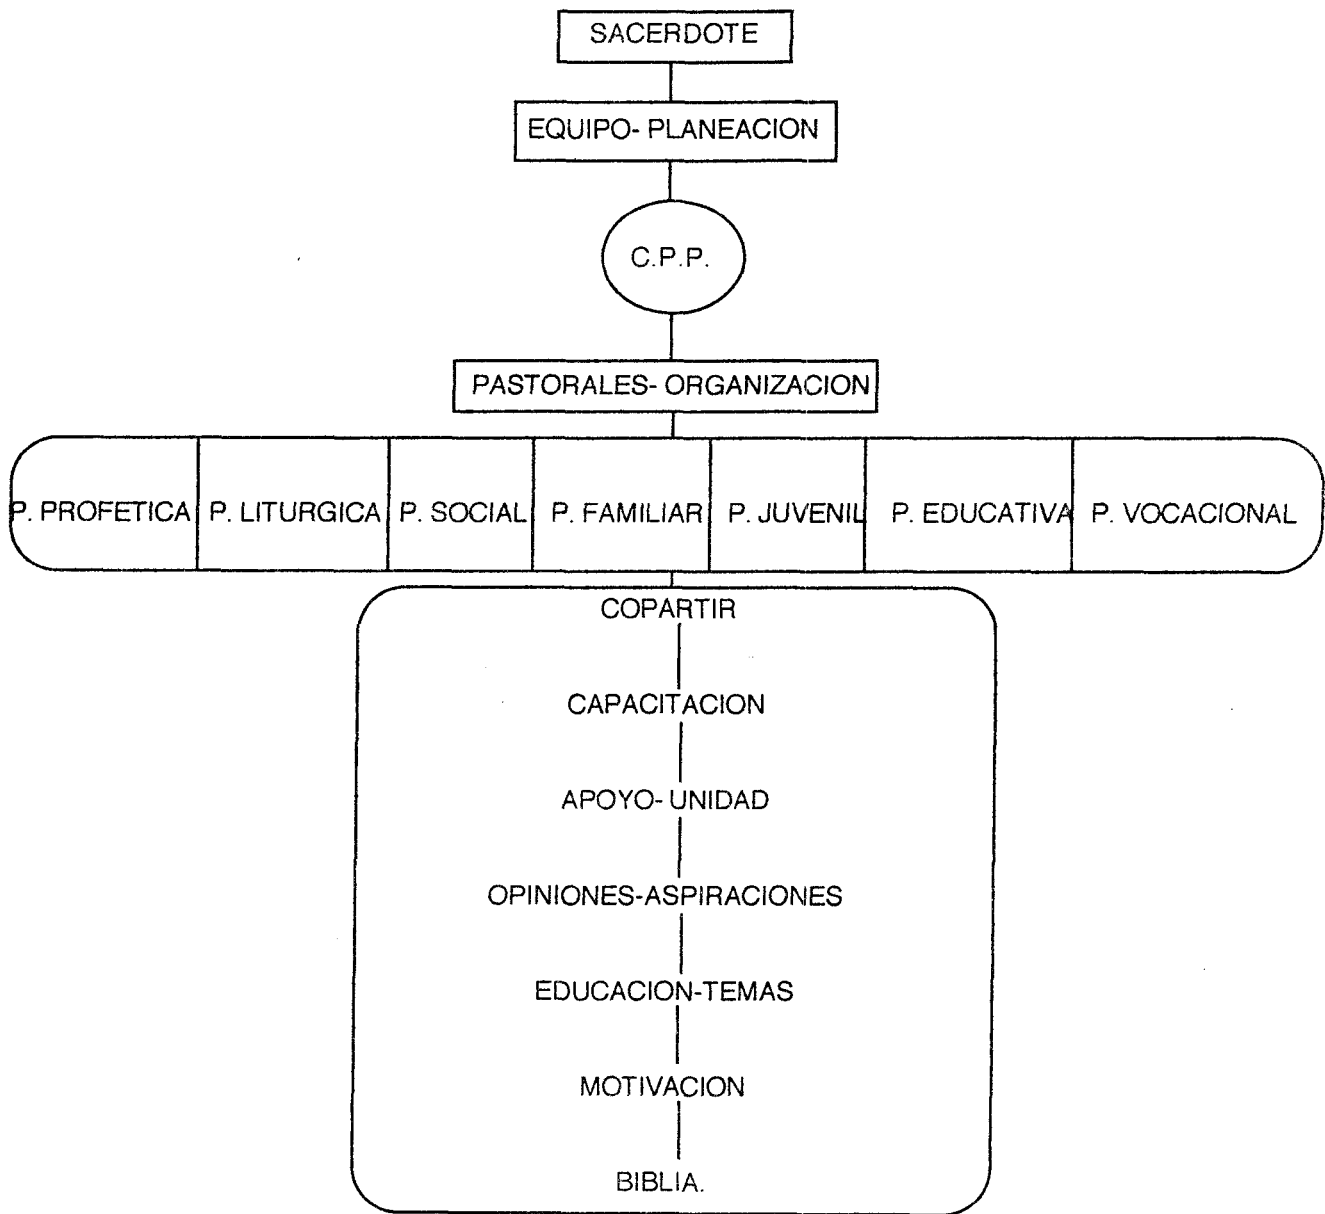 SACERDOTE
EQUIPO- PLANEACION
C.P.P.
PASTORALES- ORGANIZACION
P. PROFETICA P. LITURGICA P. SOCIAL P. FAMILIAR P. JUVENIL P. EDUCATIVA P. VOCACIONAL
COPARTIR
CAPACITACION
APOYO- UNIDAD
OPINIONES-ASPIRACIONES
EDUCACION-TEMAS
MOTIVACION
BIBLIA.